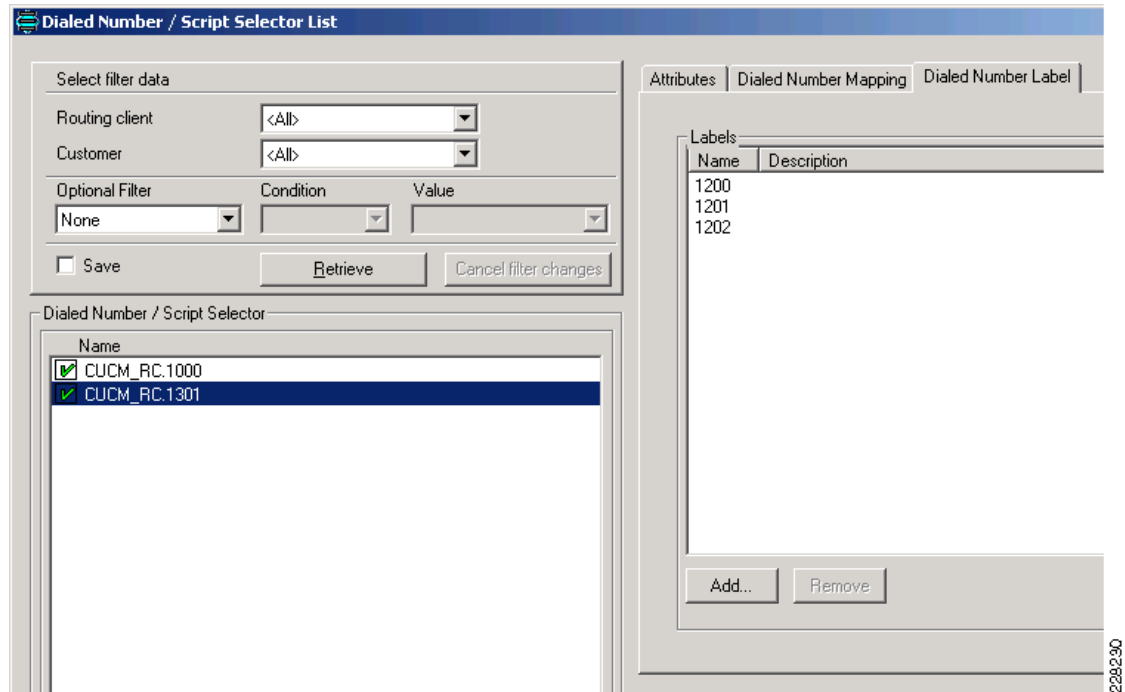 Dialed Number / Script Selector List
Select filter data
Routing client <All>
Customer <All>
Optional Filter Condition Value
None
Save Retrieve Cancel filter changes
Dialed Number / Script Selector
Name
CUCM_RC.1000
CUCM_RC.1301
Attributes Dialed Number Mapping Dialed Number Label
Labels
Name Description
1200
1201
1202
Add... Remove
228230